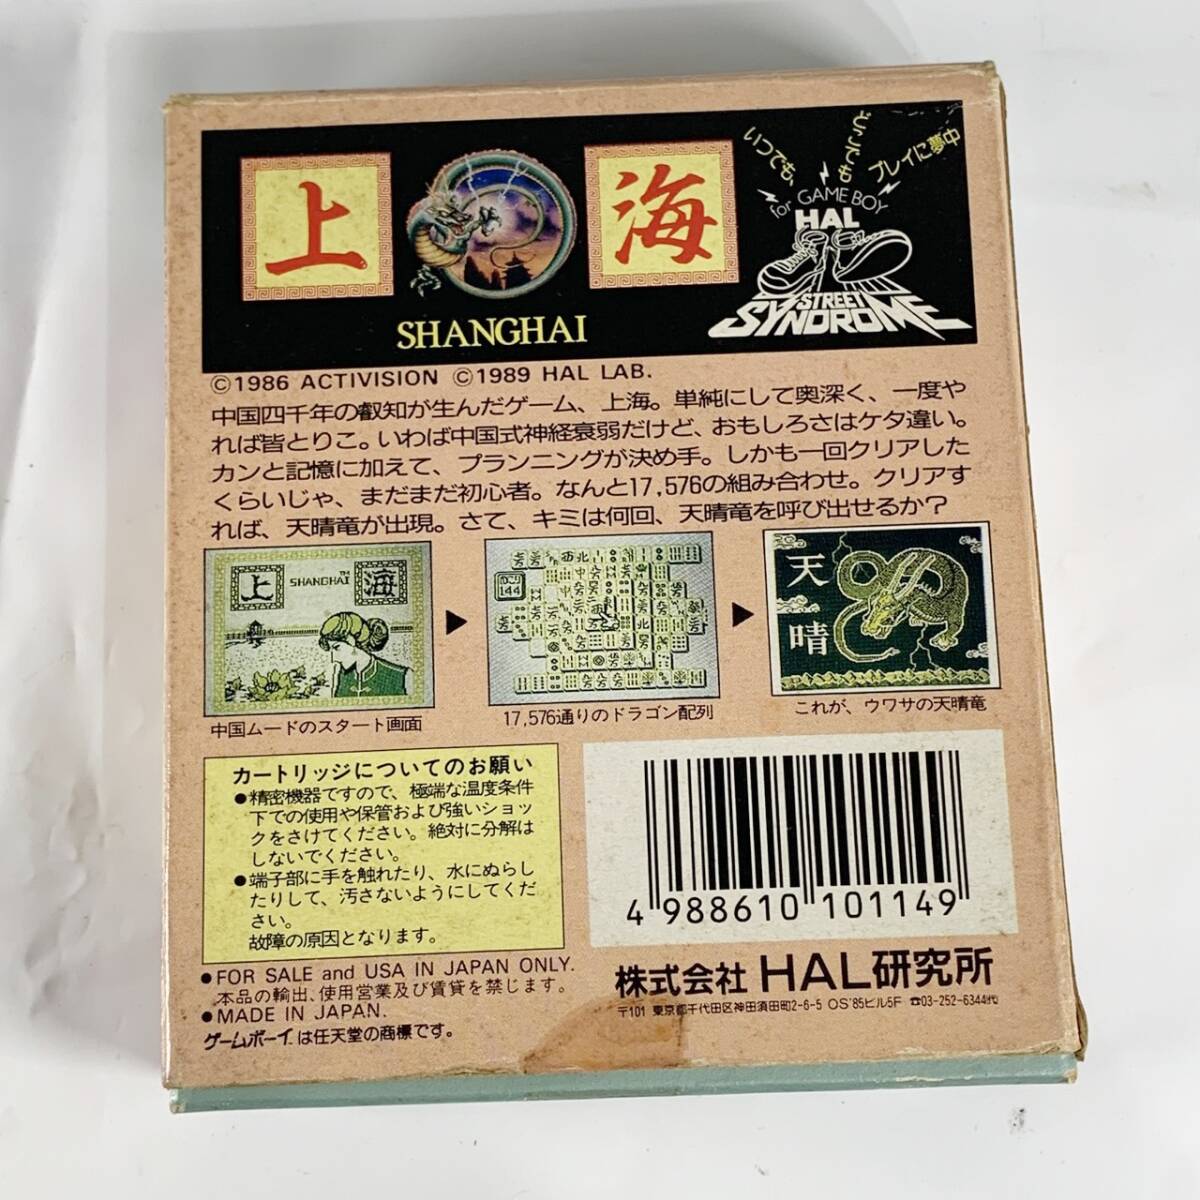 上
海
SHANGHAI
いつでも、どこでも プレイに夢中
for GAME BOY
HAL
STREET
SYNDROME
©1986 ACTIVISION ©1989 HAL LAB.
中国四千年の叡知が生んだゲーム、上海。単純にして奥深く、一度や
れば皆とりこ。いわば中国式神経衰弱だけど、おもしろさはケタ違い。
カンと記憶に加えて、プランニングが決め手。しかも一回クリアした
くらいじゃ、まだまだ初心者。なんと17,576の組み合わせ。クリアす
れば、天晴竜が出現。さて、キミは何回、天晴竜を呼び出せるか?
上
SHANGHAI™
海
144
天
晴
中国ムードのスタート画面
17,576通りのドラゴン配列
これが、ウワサの天晴竜
カートリッジについてのお願い
●精密機器ですので、極端な温度条件
下での使用や保管および強いショッ
クをさけてください。絶対に分解は
しないでください。
●端子部に手を触れたり、水にぬらし
たりして、汚さないようにしてくだ
さい。
故障の原因となります。
4 988610 101149
●FOR SALE and USA IN JAPAN ONLY.
本品の輸出、使用営業及び賃貸を禁じます。
●MADE IN JAPAN.
ゲームボーイは任天堂の商標です。
株式会社 HAL研究所
〒101 東京都千代田区神田須田町2-6-5 OS'85ビル5F ☎03-252-6344㈹